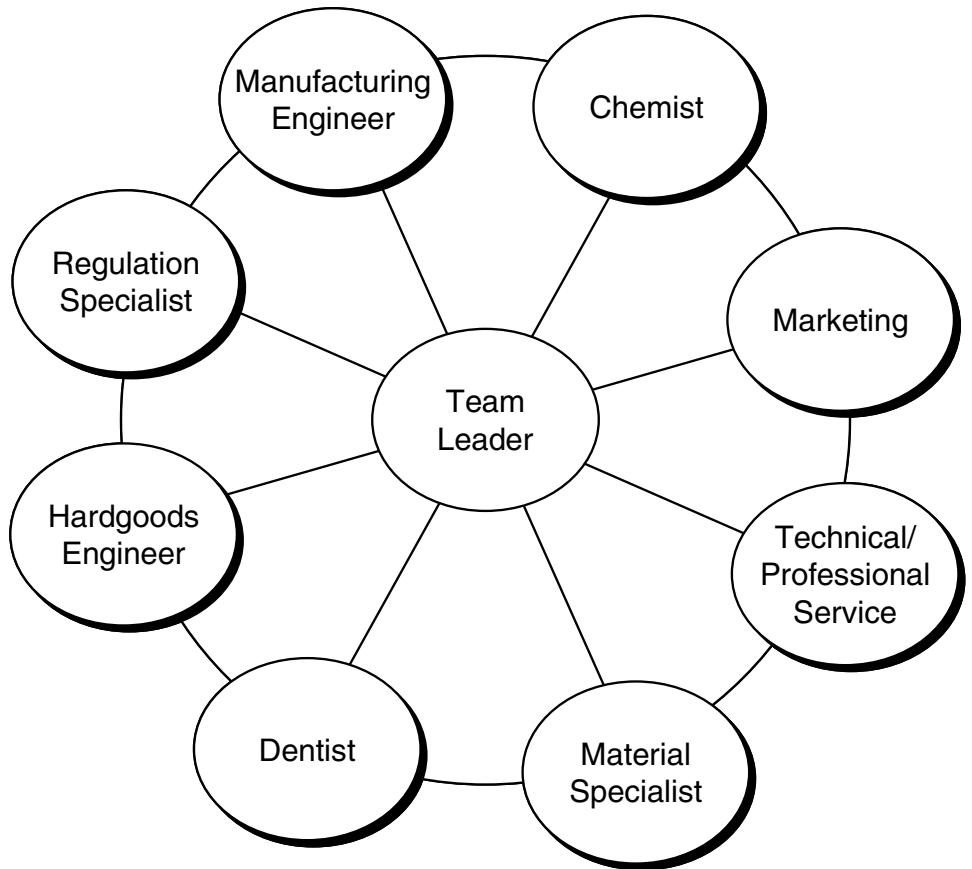 Manufacturing
Engineer
Chemist
Regulation
Specialist
Marketing
Team
Leader
Hardgoods
Engineer
Technical/
Professional
Service
Dentist
Material
Specialist